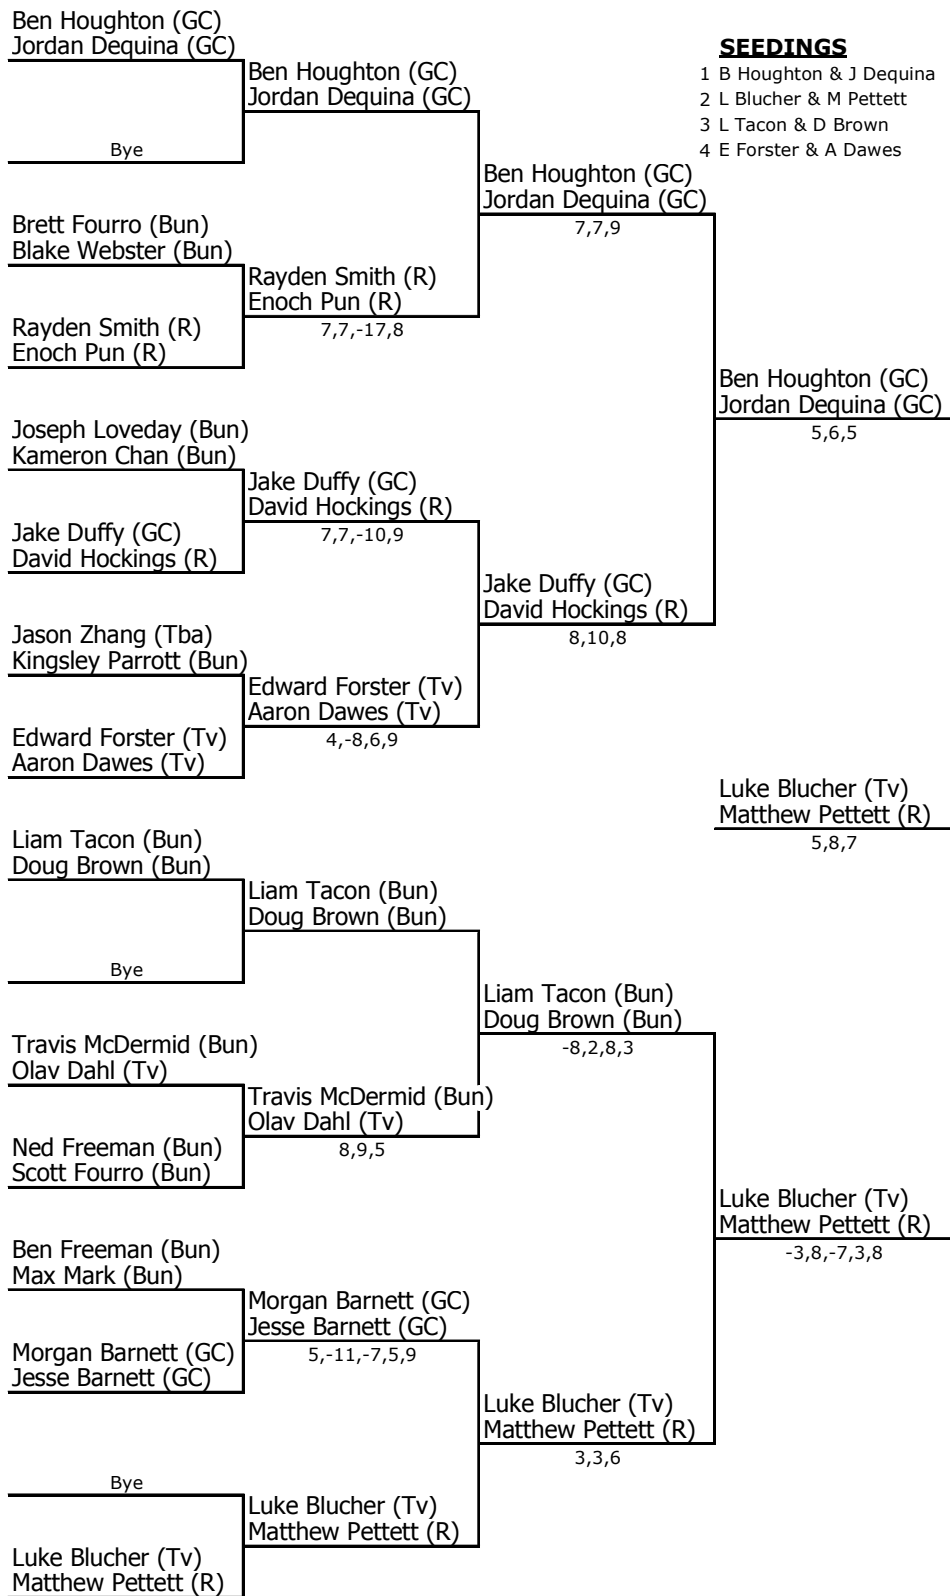 Ben Houghton (GC)
Jordan Dequina (GC)
Bye
Brett Fourro (Bun)
Blake Webster (Bun)
Rayden Smith (R)
Enoch Pun (R)
Joseph Loveday (Bun)
Kameron Chan (Bun)
Jake Duffy (GC)
David Hockings (R)
Jason Zhang (Tba)
Kingsley Parrott (Bun)
Edward Forster (Tv)
Aaron Dawes (Tv)
Liam Tacon (Bun)
Doug Brown (Bun)
Bye
Travis McDermid (Bun)
Olav Dahl (Tv)
Ned Freeman (Bun)
Scott Fourro (Bun)
Ben Freeman (Bun)
Max Mark (Bun)
Morgan Barnett (GC)
Jesse Barnett (GC)
Bye
Luke Blucher (Tv)
Matthew Pettett (R)
Ben Houghton (GC)
Jordan Dequina (GC)
Rayden Smith (R)
Enoch Pun (R)
7,7,-17,8
Jake Duffy (GC)
David Hockings (R)
7,7,-10,9
Edward Forster (Tv)
Aaron Dawes (Tv)
4,-8,6,9
Liam Tacon (Bun)
Doug Brown (Bun)
Travis McDermid (Bun)
Olav Dahl (Tv)
8,9,5
Morgan Barnett (GC)
Jesse Barnett (GC)
5,-11,-7,5,9
Luke Blucher (Tv)
Matthew Pettett (R)
Ben Houghton (GC)
Jordan Dequina (GC)
7,7,9
Jake Duffy (GC)
David Hockings (R)
8,10,8
Liam Tacon (Bun)
Doug Brown (Bun)
-8,2,8,3
Luke Blucher (Tv)
Matthew Pettett (R)
3,3,6
SEEDINGS
1 B Houghton & J Dequina
2 L Blucher & M Pettett
3 L Tacon & D Brown
4 E Forster & A Dawes
Ben Houghton (GC)
Jordan Dequina (GC)
5,6,5
Luke Blucher (Tv)
Matthew Pettett (R)
5,8,7
Luke Blucher (Tv)
Matthew Pettett (R)
-3,8,-7,3,8